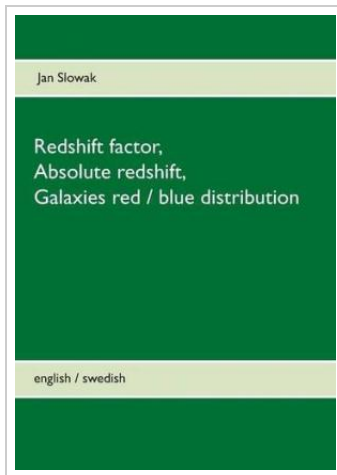 Jan Slowak
Redshift factor,
Absolute redshift,
Galaxies red / blue distribution
english / swedish